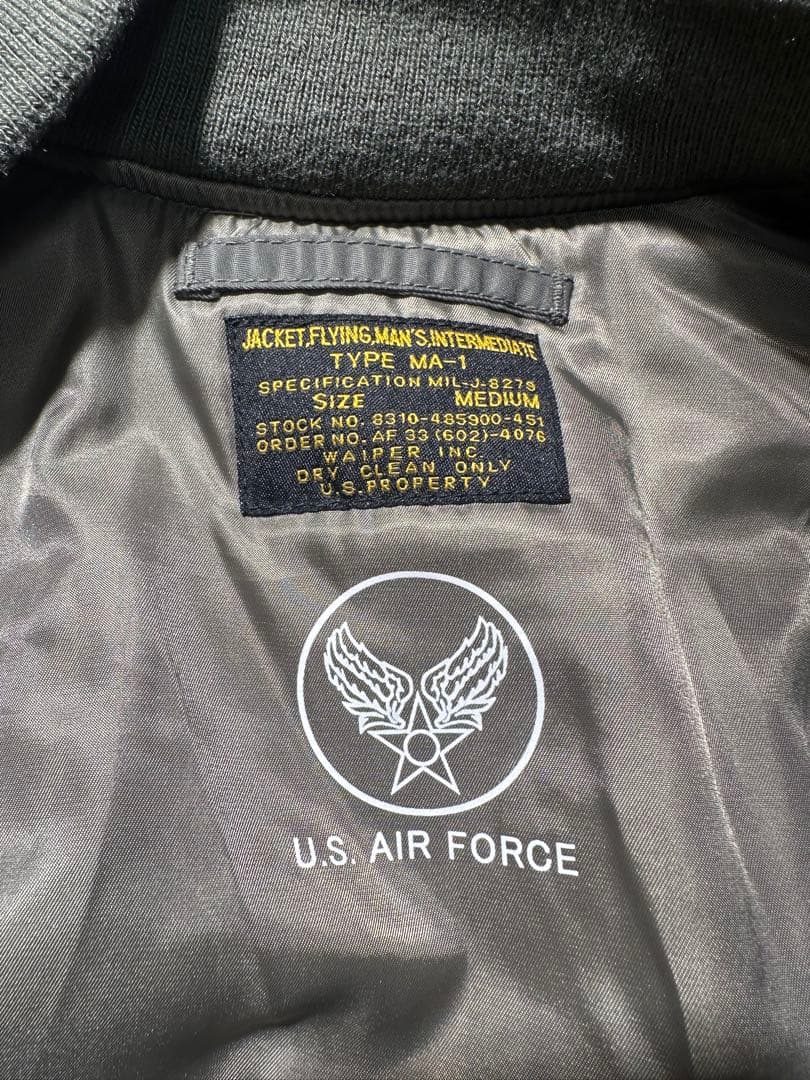 JACKET,FLYING,MAN'S,INTERMEDIATE
TYPE MA-1
SPECIFICATION MIL-J-8279
SIZE MEDIUM
STOCK NO. 8310-485900-451
ORDER NO. AF 33 (602)-4076
WAIPER INC.
DRY CLEAN ONLY
U.S. PROPERTY
U.S. AIR FORCE